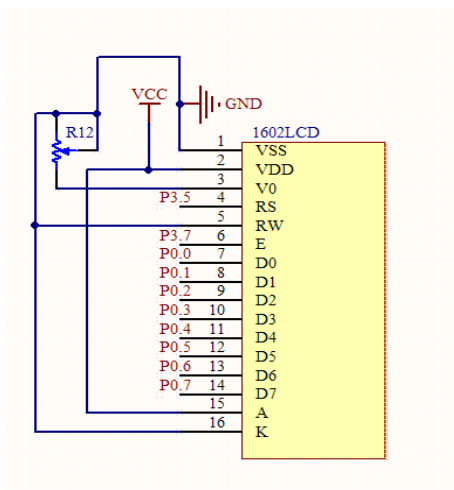 VCC
GND
R12
1602LCD
1 VSS
2 VDD
3 V0
P3.5 4 RS
5 RW
P3.7 6 E
P0.0 7 D0
P0.1 8 D1
P0.2 9 D2
P0.3 10 D3
P0.4 11 D4
P0.5 12 D5
P0.6 13 D6
P0.7 14 D7
15 A
16 K